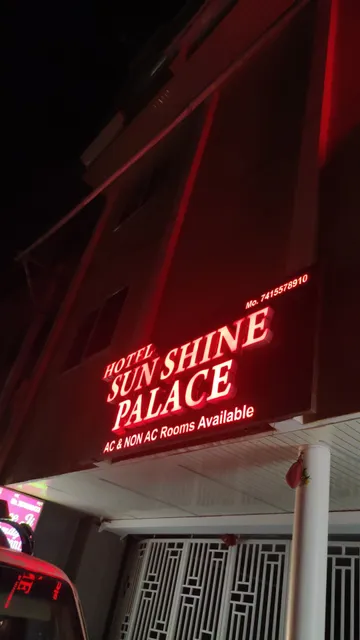 Mo. 7415578910
HOTEL
SUN SHINE
PALACE
AC & NON AC Rooms Available